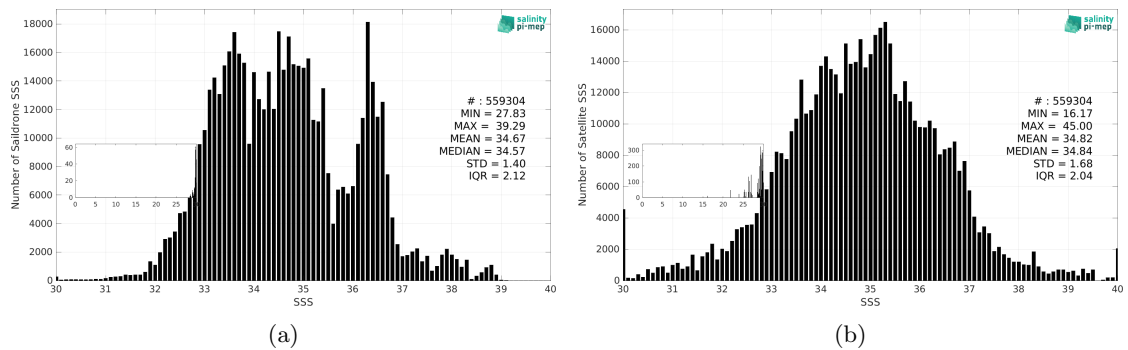 salinity
pi-mep
Number of Saildrone SSS
18000
16000
14000
12000
10000
8000
6000
4000
2000
0
# : 559304
MIN = 27.83
MAX = 39.29
MEAN = 34.67
MEDIAN = 34.57
STD = 1.40
IQR = 2.12
60
40
20
0
0 5 10 15 20 25
30 31 32 33 34 35 36 37 38 39 40
SSS
(a)
salinity
pi-mep
Number of Satellite SSS
16000
14000
12000
10000
8000
6000
4000
2000
0
# : 559304
MIN = 16.17
MAX = 45.00
MEAN = 34.82
MEDIAN = 34.84
STD = 1.68
IQR = 2.04
300
200
100
0
0 5 10 15 20 25
30 31 32 33 34 35 36 37 38 39 40
SSS
(b)